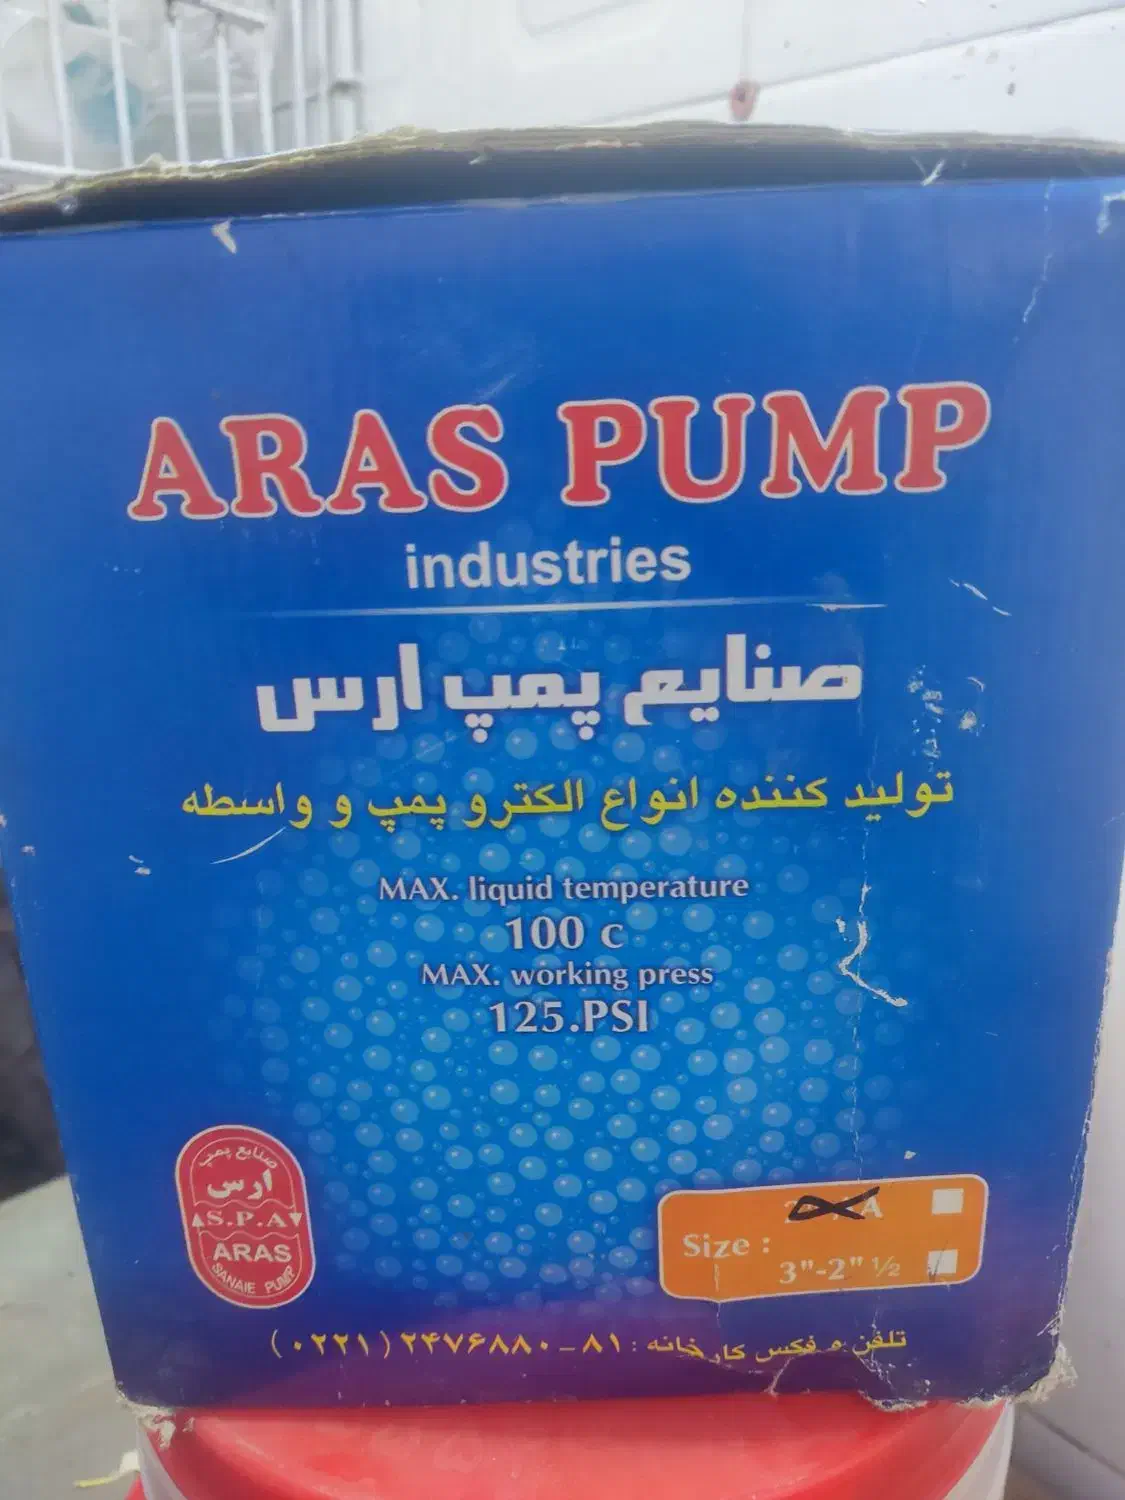 ARAS PUMP
industries
صنایع پمپ ارس
تولید کننده انواع الکترو پمپ و واسطه
MAX. liquid temperature
100 c
MAX. working press
125.PSI
صنایع پمپ
ارس
S.P.A
ARAS
SANAIE PUMP
A
Size :
3"-2" ½
تلفن و فکس کارخانه : ۸۱-۲۴۷۶۸۸۰ (۰۲۲۱)